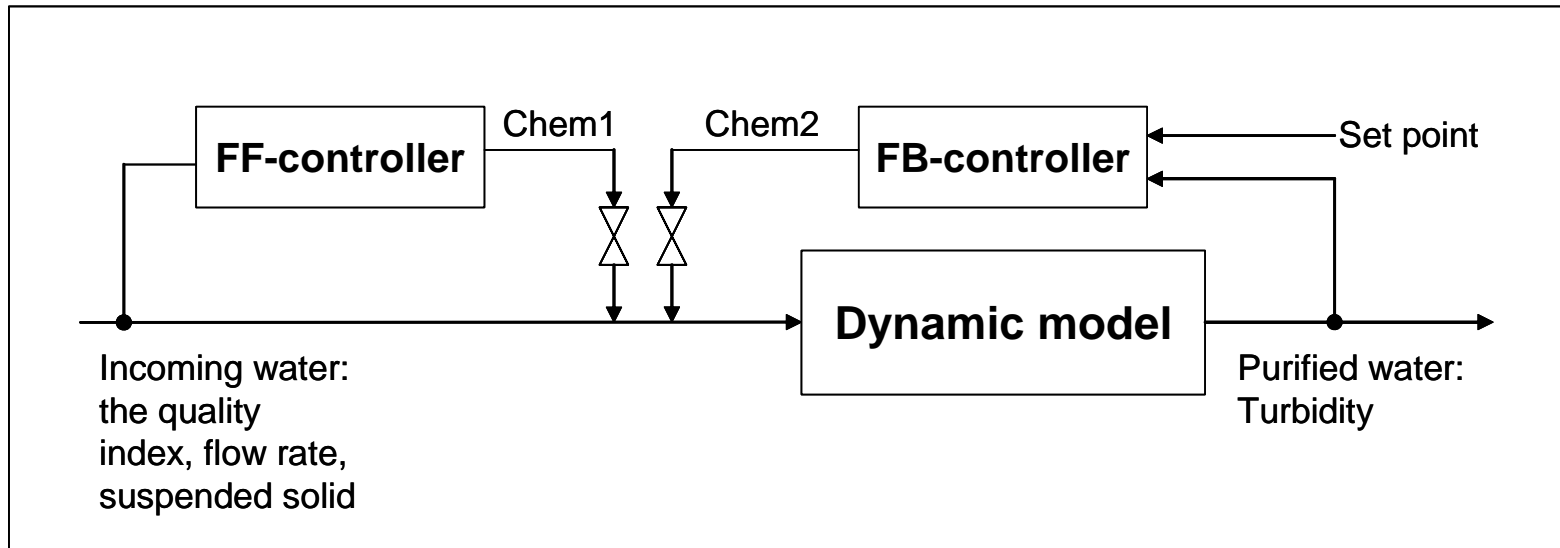 Chem1
Chem2
FF-controller
FB-controller
Set point
Dynamic model
Incoming water:
the quality
index, flow rate,
suspended solid
Purified water:
Turbidity